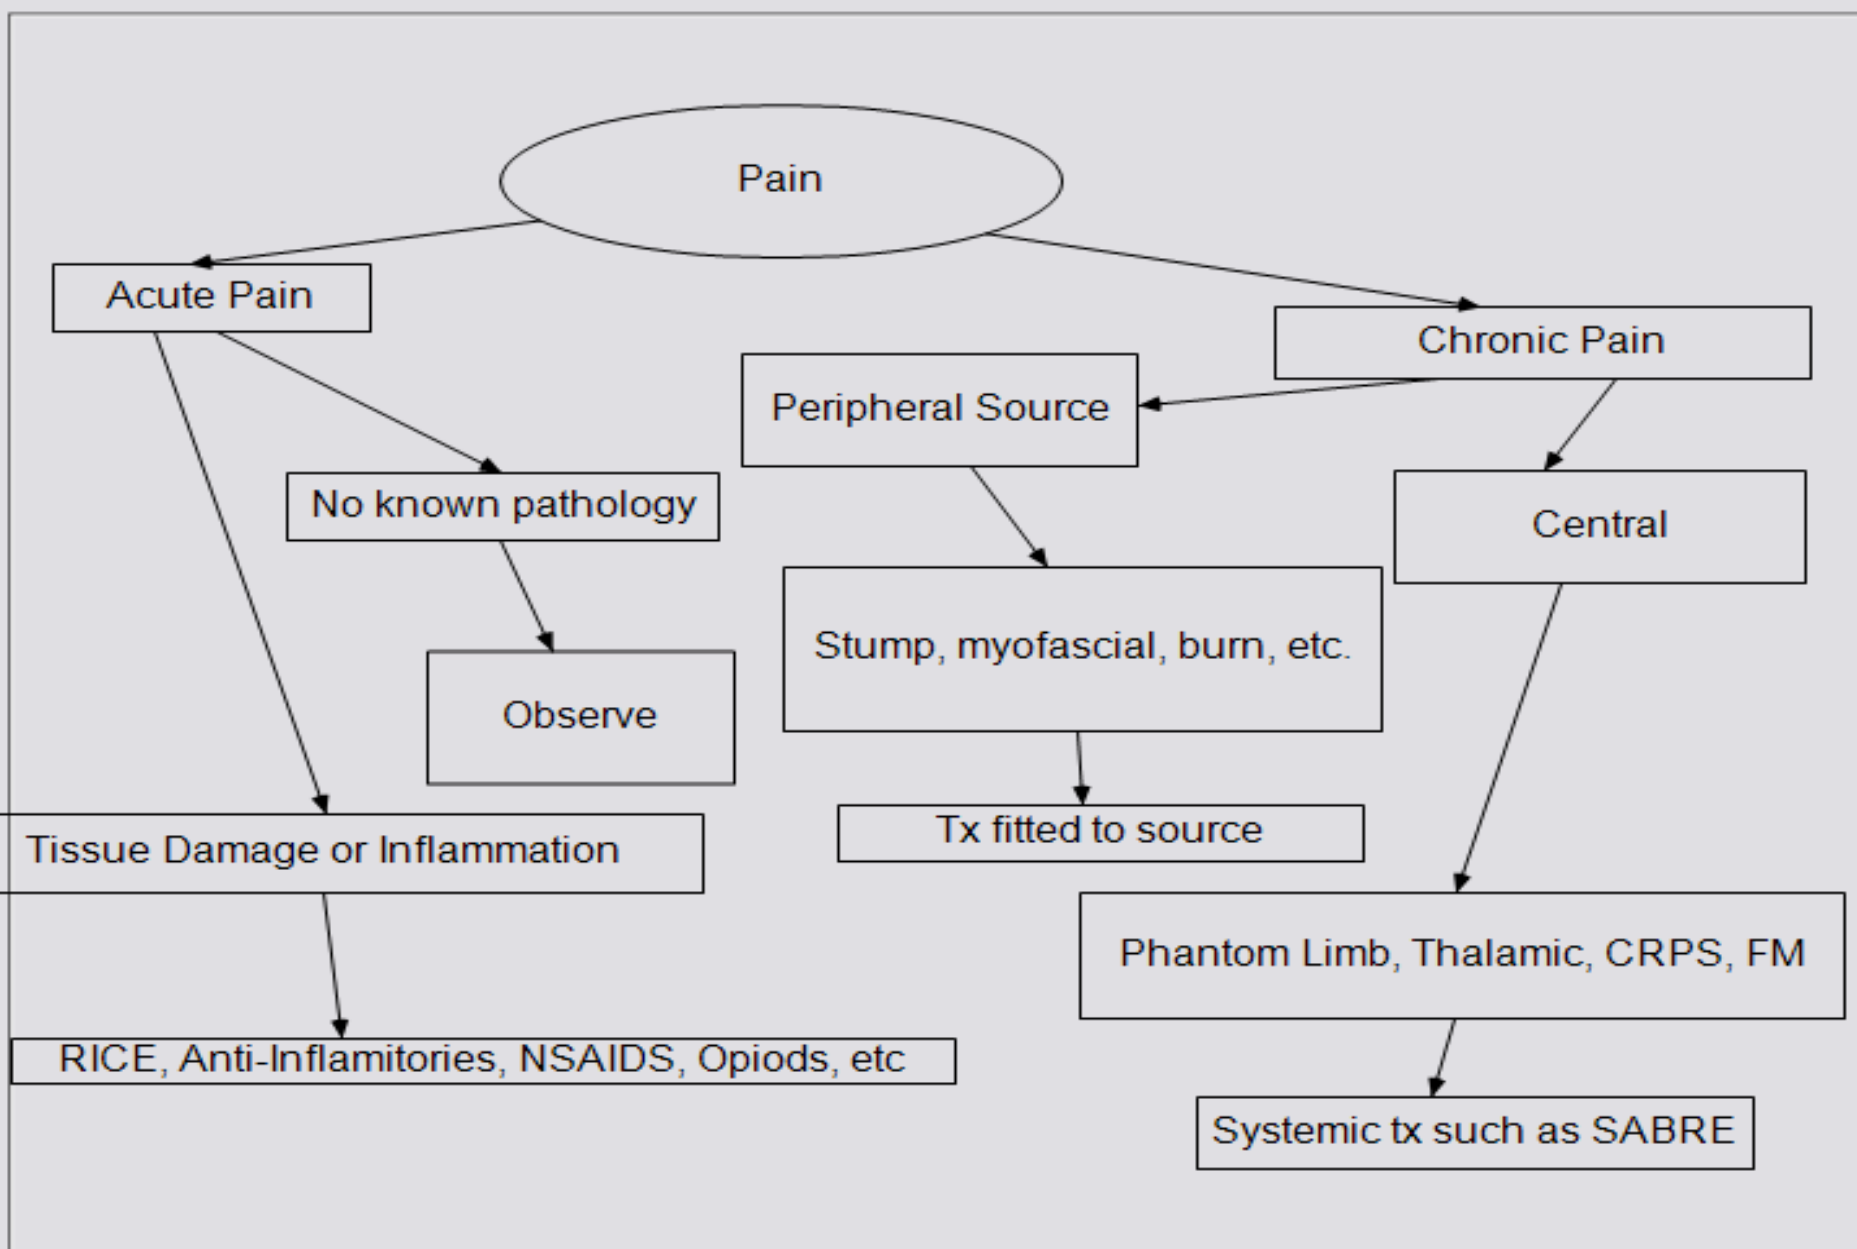 Pain
Acute Pain
Chronic Pain
Peripheral Source
No known pathology
Central
Stump, myofascial, burn, etc.
Observe
Tissue Damage or Inflammation
Tx fitted to source
Phantom Limb, Thalamic, CRPS, FM
RICE, Anti-Inflamitories, NSAIDS, Opiods, etc
Systemic tx such as SABRE